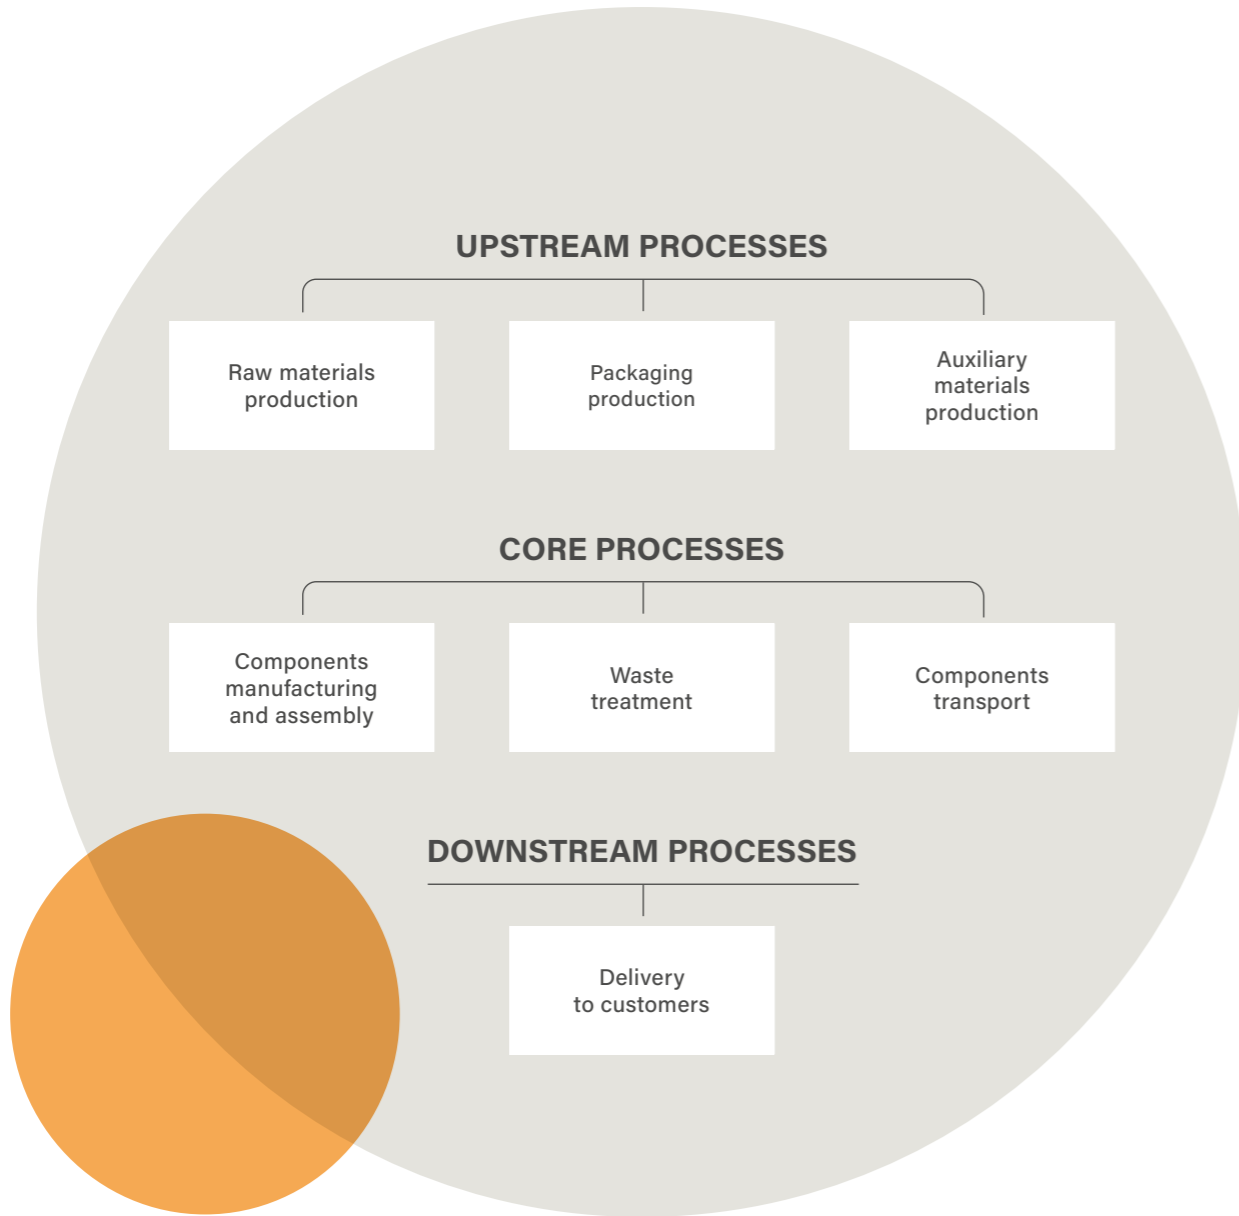 UPSTREAM PROCESSES
Raw materials
production
Packaging
production
Auxiliary
materials
production
CORE PROCESSES
Components
manufacturing
and assembly
Waste
treatment
Components
transport
DOWNSTREAM PROCESSES
Delivery
to customers